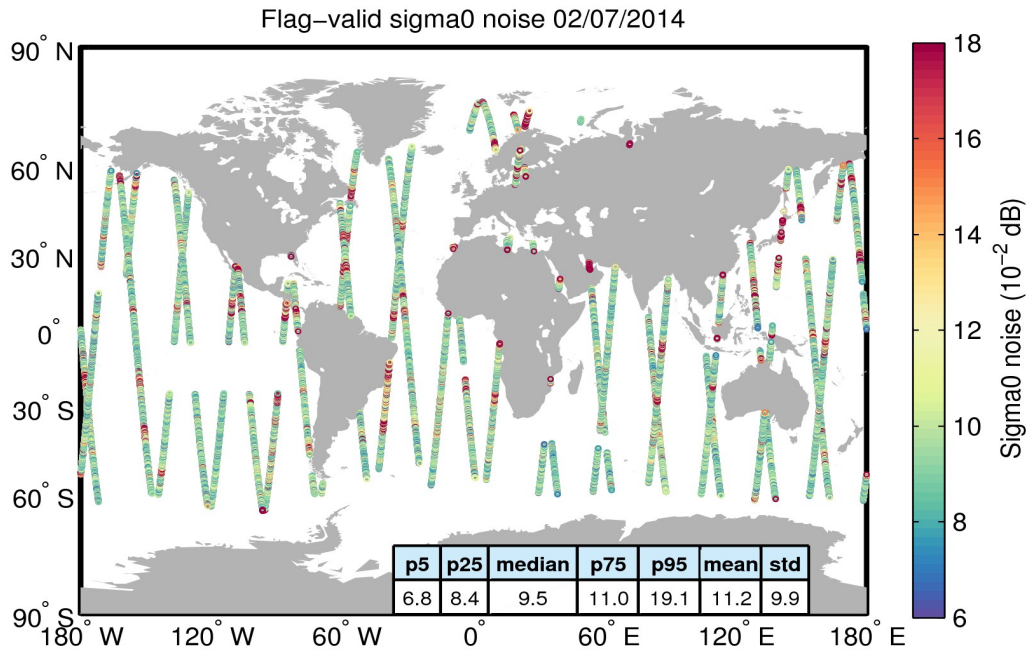 Flag−valid sigma0 noise 02/07/2014
90° N
60° N
30° N
0°
30° S
60° S
90° S
180° W
120° W
60° W
0°
60° E
120° E
180° E
p5 p25 median p75 p95 mean std
6.8 8.4 9.5 11.0 19.1 11.2 9.9
18
16
14
12
10
8
6
Sigma0 noise (10⁻² dB)